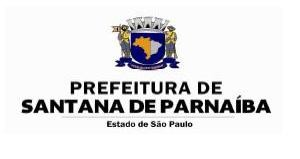 PREFEITURA DE
SANTANA DE PARNAÍBA
Estado de São Paulo